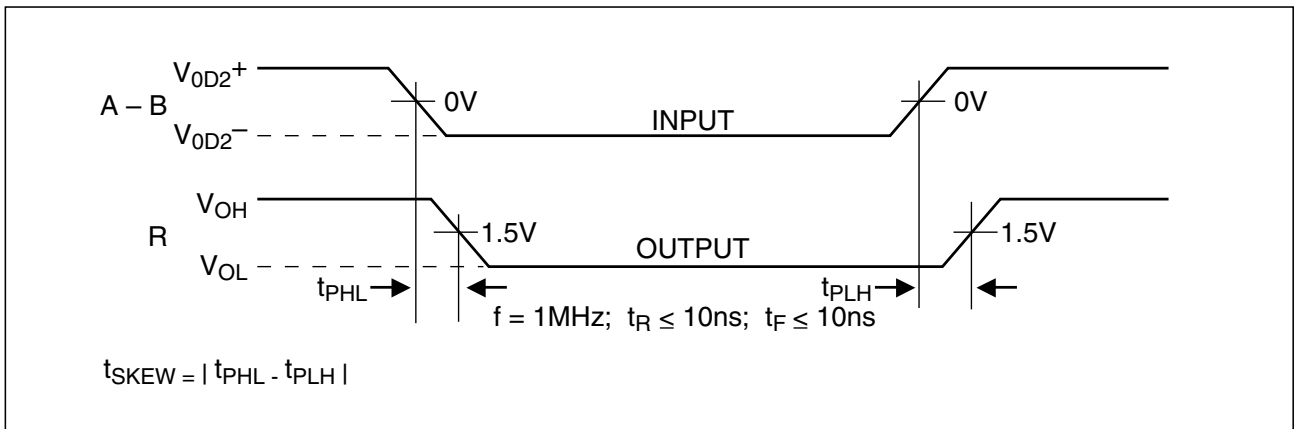 V0D2+
A – B
0V
0V
INPUT
V0D2–
VOH
R
1.5V
1.5V
OUTPUT
VOL
tPHL
tPLH
f = 1MHz; tR ≤ 10ns; tF ≤ 10ns
tSKEW = | tPHL - tPLH |